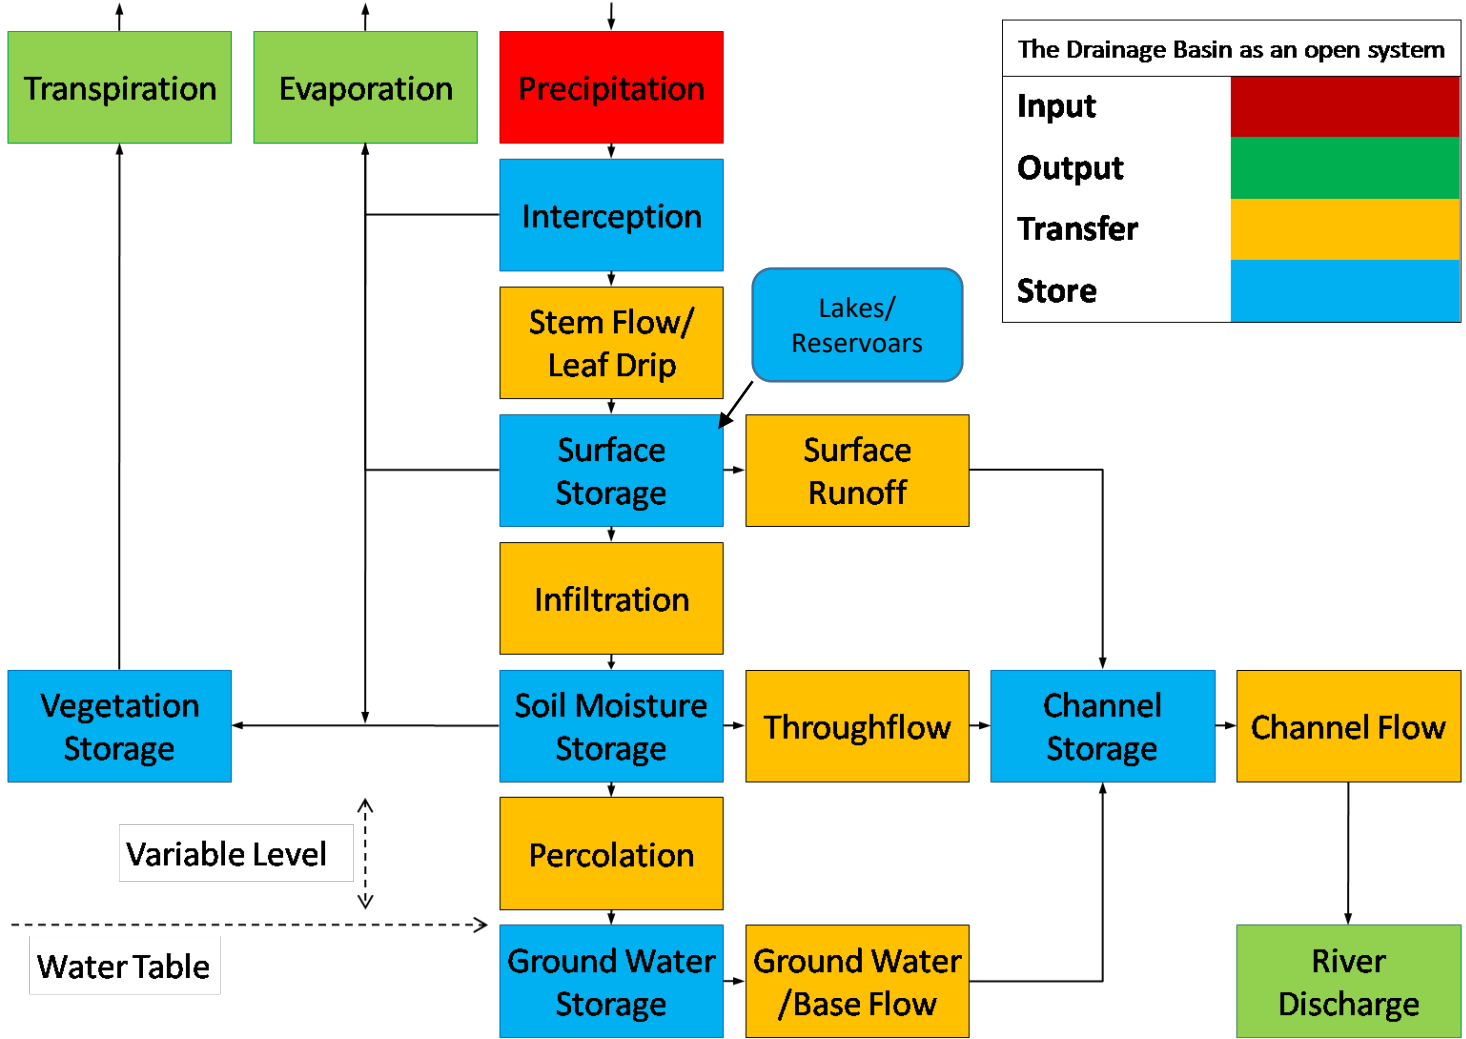 Transpiration
Evaporation
Precipitation
The Drainage Basin as an open system
Input
Output
Transfer
Store
Interception
Stem Flow/
Leaf Drip
Lakes/
Reservoars
Surface
Storage
Surface
Runoff
Infiltration
Vegetation
Storage
Soil Moisture
Storage
Throughflow
Channel
Storage
Channel Flow
Variable Level
Percolation
Water Table
Ground Water
Storage
Ground Water
/Base Flow
River
Discharge